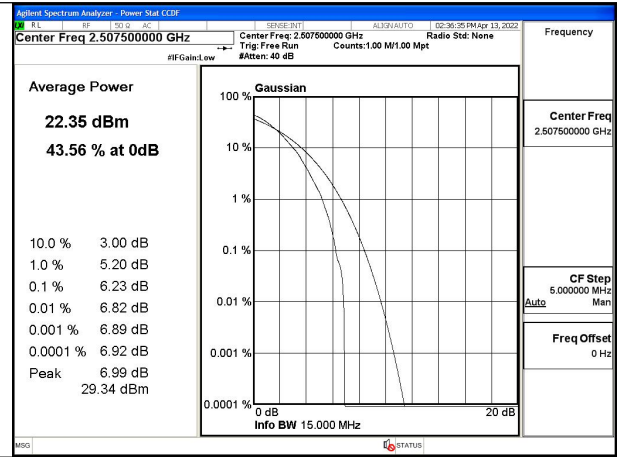 Agilent Spectrum Analyzer - Power Stat CCDF
RL RF 50 Ω AC SENSE:INT ALIGN AUTO 02:36:35 PM Apr 13, 2022
Center Freq 2.507500000 GHz
Center Freq: 2.507500000 GHz Radio Std: None
Trig: Free Run Counts:1.00 M/1.00 Mpt
#IFGain:Low #Atten: 40 dB
Frequency
Average Power
22.35 dBm
43.56 % at 0dB
10.0 % 3.00 dB
1.0 % 5.20 dB
0.1 % 6.23 dB
0.01 % 6.82 dB
0.001 % 6.89 dB
0.0001 % 6.92 dB
Peak 6.99 dB
29.34 dBm
Gaussian
100 %
10 %
1 %
0.1 %
0.01 %
0.001 %
0.0001 %
0 dB 20 dB
Info BW 15.000 MHz
Center Freq
2.507500000 GHz
CF Step
5.000000 MHz
Auto Man
Freq Offset
0 Hz
MSG STATUS